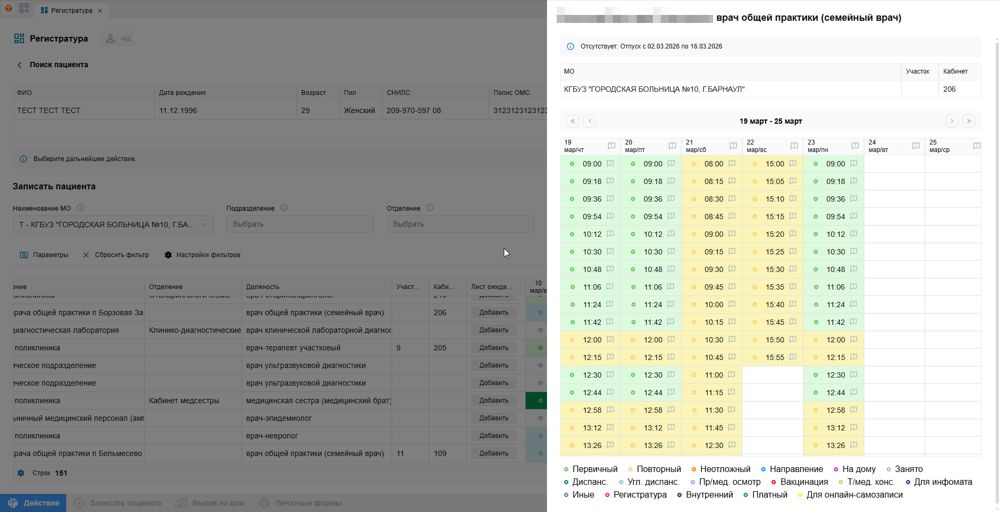 Регистратура
Регистратура
н/д
Поиск пациента
ФИО Дата рождения Возраст Пол СНИЛС Полис ОМС
ТЕСТ ТЕСТ ТЕСТ 11.12.1996 29 Женский 209-970-597 08 3123123123123
Выберите дальнейшее действие.
Записать пациента
Наименование МО Подразделение Отделение
Т - КГБУЗ "ГОРОДСКАЯ БОЛЬНИЦА №10, Г.БА... Выбрать Выбрать
Параметры Сбросить фильтр Настройки фильтров
ение Отделение Должность Участ... Каби... Лист ожида... 10
мар/в
врача общей практики п Борзовая За врач общей практики (семейный врач) 206 Добавить
диагностическая лаборатория Клинико-диагностические врач клинической лабораторной диагнос Добавить
поликлиника врач-терапевт участковый 9 205 Добавить
ическое подразделение врач ультразвуковой диагностики Добавить
ическое подразделение врач ультразвуковой диагностики Добавить
поликлиника Кабинет медсестры медицинская сестра (медицинский брат) Добавить
ьничный медицинский персонал (амб врач-эпидемиолог Добавить
поликлиника врач-невролог Добавить
врача общей практики п Бельмесево врач общей практики (семейный врач) 11 109 Добавить
Строк 151
Действие Записать пациента Вызов на дом Печатные формы
врач общей практики (семейный врач)
Отсутствует: Отпуск с 02.03.2026 по 16.03.2026
МО Участок Кабинет
КГБУЗ "ГОРОДСКАЯ БОЛЬНИЦА №10, Г.БАРНАУЛ" 206
19 март - 25 март
19 20 21 22 23 24 25
мар/чт мар/пт мар/сб мар/вс мар/пн мар/вт мар/ср
09:00 09:00 08:00 15:00 09:00
09:18 09:18 08:15 15:05 09:18
09:36 09:36 08:30 15:10 09:36
09:54 09:54 08:45 15:15 09:54
10:12 10:12 09:00 15:20 10:12
10:30 10:30 09:15 15:25 10:30
10:48 10:48 09:30 15:30 10:48
11:06 11:06 09:45 15:35 11:06
11:24 11:24 10:00 15:40 11:24
11:42 11:42 10:15 15:45 11:42
12:00 12:00 10:30 15:50 12:00
12:15 12:15 10:45 15:55 12:15
12:30 12:30 11:00 12:30
12:44 12:44 11:15 12:44
12:58 12:58 11:30 12:58
13:12 13:12 11:45 13:12
13:26 13:26 12:30 13:26
Первичный Повторный Неотложный Направление На дому Занято
Диспанс. Угл. диспанс. Пр/мед. осмотр Вакцинация Т/мед. конс. Для инфомата
Иные Регистратура Внутренний Платный Для онлайн-самозаписи